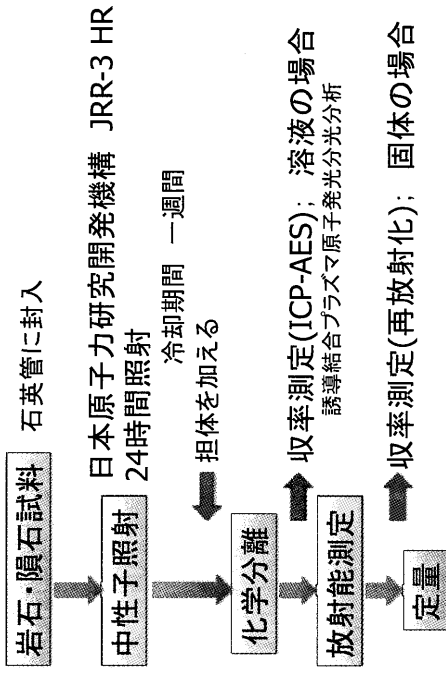 岩石・隕石試料
石英管に封入
中性子照射
日本原子力研究開発機構 JRR-3 HR
24時間照射
冷却期間 一週間
担体を加える
化学分離
収率測定(ICP-AES); 溶液の場合
誘導結合プラズマ原子発光分光分析
放射能測定
収率測定(再放射化); 固体の場合
定量